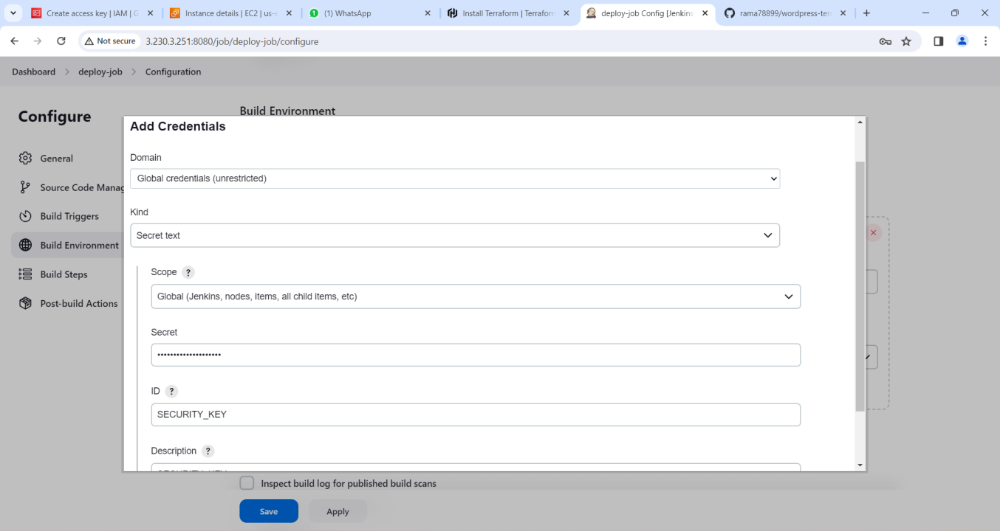 Create access key | IAM | G
Instance details | EC2 | us-e
(1) WhatsApp
Install Terraform | Terraform
deploy-job Config [Jenkins
rama78899/wordpress-terr
Not secure
3.230.3.251:8080/job/deploy-job/configure
Dashboard > deploy-job > Configuration
Configure
General
Source Code Manag
Build Triggers
Build Environment
Build Steps
Post-build Actions
Build Environment
Add Credentials
Domain
Global credentials (unrestricted)
Kind
Secret text
Scope ?
Global (Jenkins, nodes, items, all child items, etc)
Secret
••••••••••••••••••••
ID ?
SECURITY_KEY
Description ?
SECURITY_KEY
Inspect build log for published build scans
Save
Apply